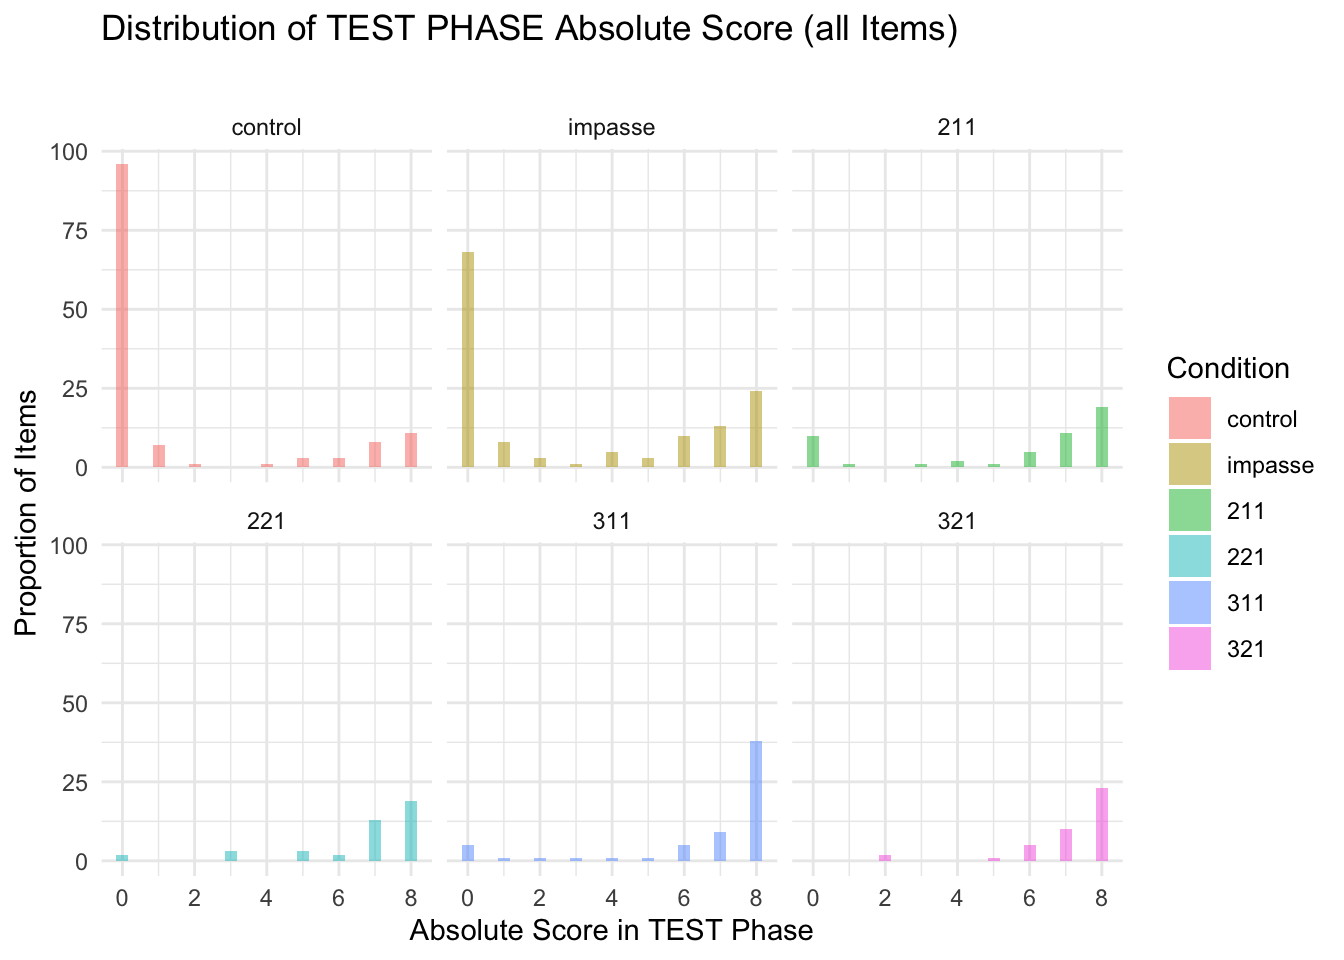 Distribution of TEST PHASE Absolute Score (all Items)
control impasse 211
100
75
50
25
0
221 311 321
100
75
50
25
0
0 2 4 6 8 0 2 4 6 8 0 2 4 6 8
Absolute Score in TEST Phase
Proportion of Items
Condition
control
impasse
211
221
311
321